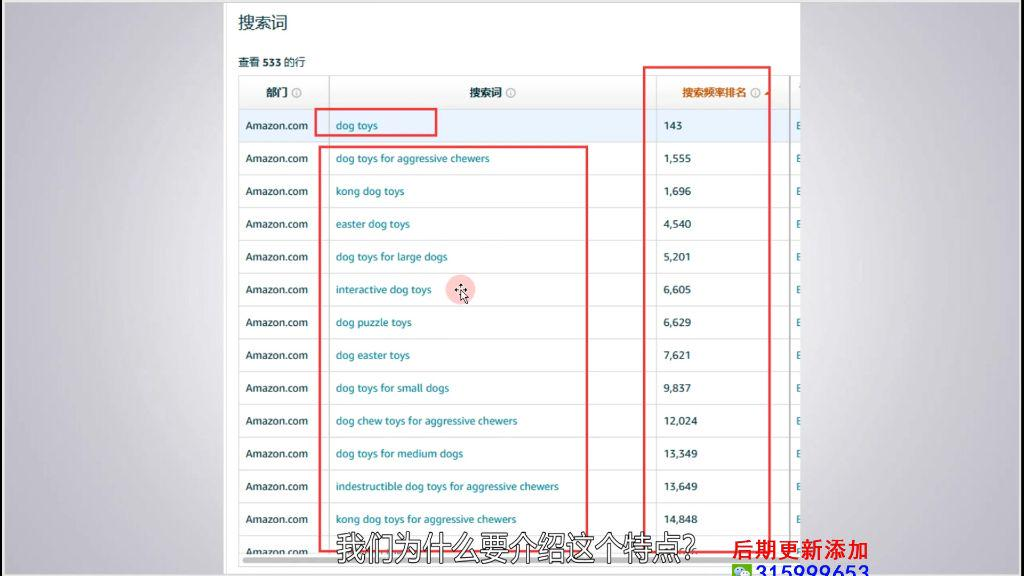 搜索词
查看 533 的行
部门 搜索词 搜索频率排名
Amazon.com dog toys 143
Amazon.com dog toys for aggressive chewers 1,555
Amazon.com kong dog toys 1,696
Amazon.com easter dog toys 4,540
Amazon.com dog toys for large dogs 5,201
Amazon.com interactive dog toys 6,605
Amazon.com dog puzzle toys 6,629
Amazon.com dog easter toys 7,621
Amazon.com dog toys for small dogs 9,837
Amazon.com dog chew toys for aggressive chewers 12,024
Amazon.com dog toys for medium dogs 13,349
Amazon.com indestructible dog toys for aggressive chewers 13,649
Amazon.com kong dog toys for aggressive chewers 14,848
Amazon.com
我们为什么要介绍这个特点?
后期更新添加
315999653